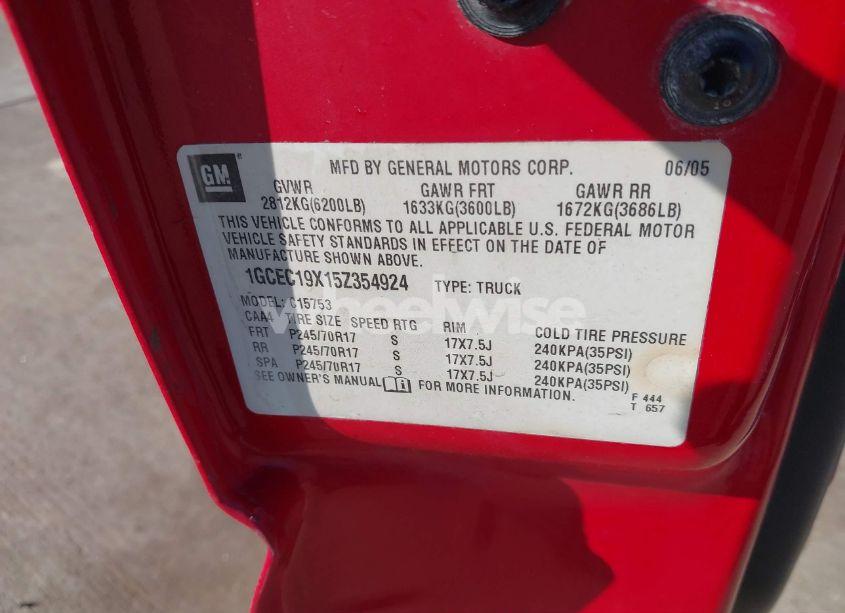 GM
MFD BY GENERAL MOTORS CORP. 06/05
GVWR GAWR FRT GAWR RR
2812KG(6200LB) 1633KG(3600LB) 1672KG(3686LB)
THIS VEHICLE CONFORMS TO ALL APPLICABLE U.S. FEDERAL MOTOR
VEHICLE SAFETY STANDARDS IN EFFECT ON THE DATE OF
MANUFACTURE SHOWN ABOVE.
1GCEC19X15Z354924 TYPE: TRUCK
MODEL: C15753
CAA4 TIRE SIZE SPEED RTG RIM COLD TIRE PRESSURE
FRT P245/70R17 S 17X7.5J 240KPA(35PSI)
RR P245/70R17 S 17X7.5J 240KPA(35PSI)
SPA P245/70R17 S 17X7.5J 240KPA(35PSI)
SEE OWNER'S MANUAL FOR MORE INFORMATION.
F 444
T 657
wheelwise